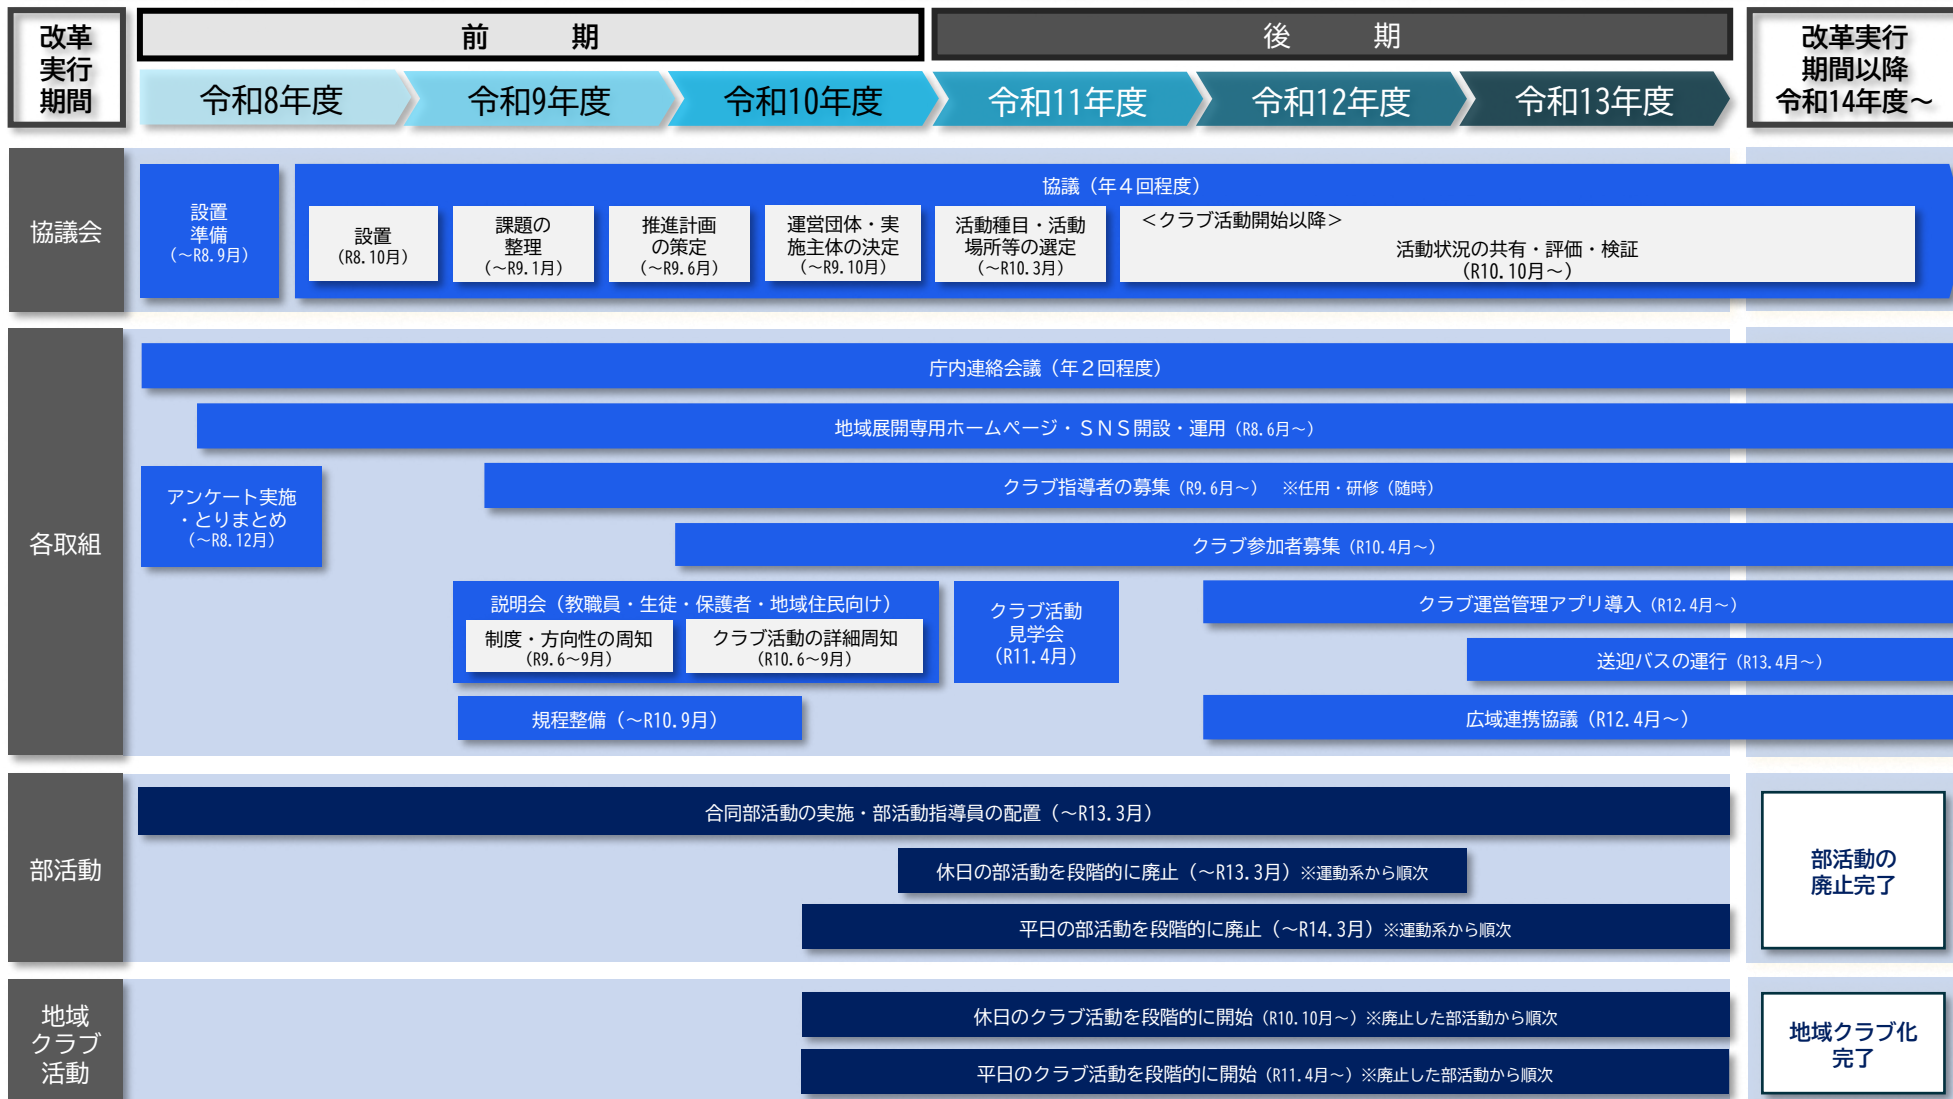 改革
実行
期間
前　期
後　期
改革実行
期間以降
令和14年度～
令和8年度
令和9年度
令和10年度
令和11年度
令和12年度
令和13年度
協議会
設置
準備
（～R8.9月）
協議（年４回程度）
設置
（R8.10月）
課題の
整理
（～R9.1月）
推進計画
の策定
（～R9.6月）
運営団体・実
施主体の決定
（～R9.10月）
活動種目・活動
場所等の選定
（～R10.3月）
＜クラブ活動開始以降＞
活動状況の共有・評価・検証
（R10.10月～）
各取組
庁内連絡会議（年２回程度）
地域展開専用ホームページ・ＳＮＳ開設・運用（R8.6月～）
クラブ指導者の募集（R9.6月～）　※任用・研修（随時）
アンケート実施
・とりまとめ
（～R8.12月）
クラブ参加者募集（R10.4月～）
説明会（教職員・生徒・保護者・地域住民向け）
制度・方向性の周知
（R9.6～9月）
クラブ活動の詳細周知
（R10.6～9月）
クラブ活動
見学会
（R11.4月）
クラブ運営管理アプリ導入（R12.4月～）
送迎バスの運行（R13.4月～）
規程整備（～R10.9月）
広域連携協議（R12.4月～）
部活動
合同部活動の実施・部活動指導員の配置（～R13.3月）
休日の部活動を段階的に廃止（～R13.3月）※運動系から順次
平日の部活動を段階的に廃止（～R14.3月）※運動系から順次
部活動の
廃止完了
地域
クラブ
活動
休日のクラブ活動を段階的に開始（R10.10月～）※廃止した部活動から順次
平日のクラブ活動を段階的に開始（R11.4月～）※廃止した部活動から順次
地域クラブ化
完了